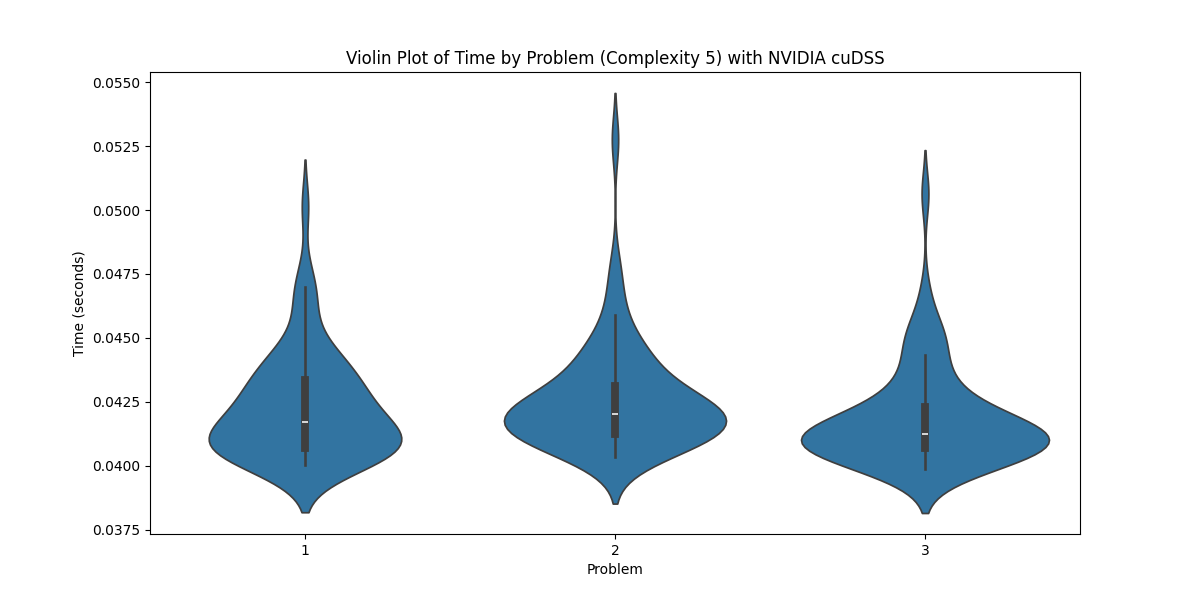 Violin Plot of Time by Problem (Complexity 5) with NVIDIA cuDSS
0.0550
0.0525
0.0500
0.0475
0.0450
0.0425
0.0400
0.0375
Time (seconds)
1 2 3
Problem